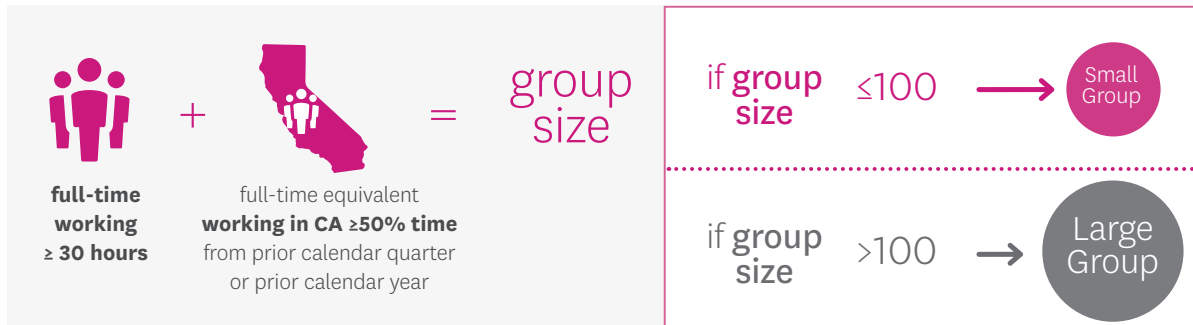 +
=
group
size
full-time
working
≥ 30 hours
full-time equivalent
working in CA ≥50% time
from prior calendar quarter
or prior calendar year
if group
size
≤100
Small
Group
if group
size
>100
Large
Group